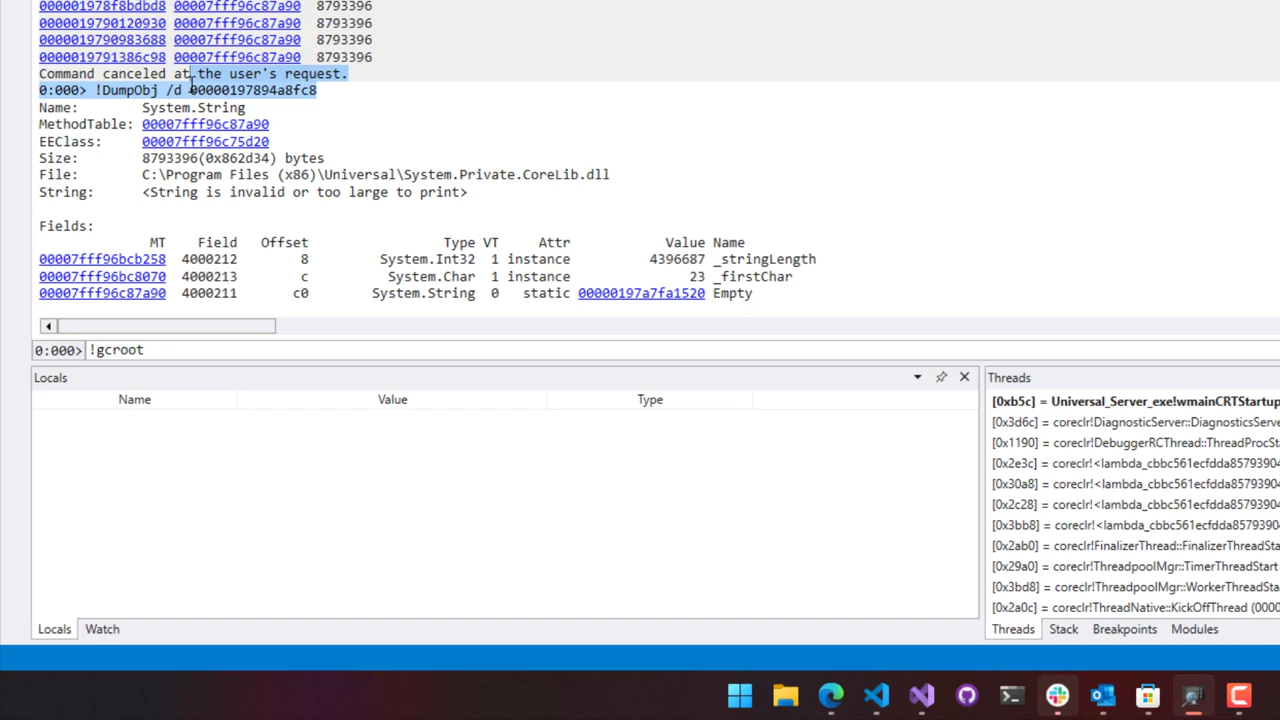 000001978f8bdbd8 00007fff96c87a90 8793396
0000019790120930 00007fff96c87a90 8793396
0000019790983688 00007fff96c87a90 8793396
0000019791386c98 00007fff96c87a90 8793396
Command canceled at the user's request.
0:000> !DumpObj /d 00000197894a8fc8
Name: System.String
MethodTable: 00007fff96c87a90
EEClass: 00007fff96c75d20
Size: 8793396(0x862d34) bytes
File: C:\Program Files (x86)\Universal\System.Private.CoreLib.dll
String: <String is invalid or too large to print>
Fields:
MT Field Offset Type VT Attr Value Name
00007fff96bcb258 4000212 8 System.Int32 1 instance 4396687 _stringLength
00007fff96bc8070 4000213 c System.Char 1 instance 23 _firstChar
00007fff96c87a90 4000211 c0 System.String 0 static 00000197a7fa1520 Empty
0:000> !gcroot
Locals
Name Value Type
Locals Watch
Threads
[0xb5c] = Universal_Server_exe!wmainCRTStartup
[0x3d6c] = coreclr!DiagnosticServer::DiagnosticsServe
[0x1190] = coreclr!DebuggerRCThread::ThreadProcSta
[0x2e3c] = coreclr!<lambda_cbbc561ecfdda85793904
[0x30a8] = coreclr!<lambda_cbbc561ecfdda85793904
[0x2c28] = coreclr!<lambda_cbbc561ecfdda85793904
[0x3bb8] = coreclr!<lambda_cbbc561ecfdda85793904
[0x2ab0] = coreclr!FinalizerThread::FinalizerThreadSta
[0x29a0] = coreclr!ThreadpoolMgr::TimerThreadStart
[0x3bd8] = coreclr!ThreadpoolMgr::WorkerThreadSta
[0x2a0c] = coreclr!ThreadNative::KickOffThread (0000
Threads Stack Breakpoints Modules